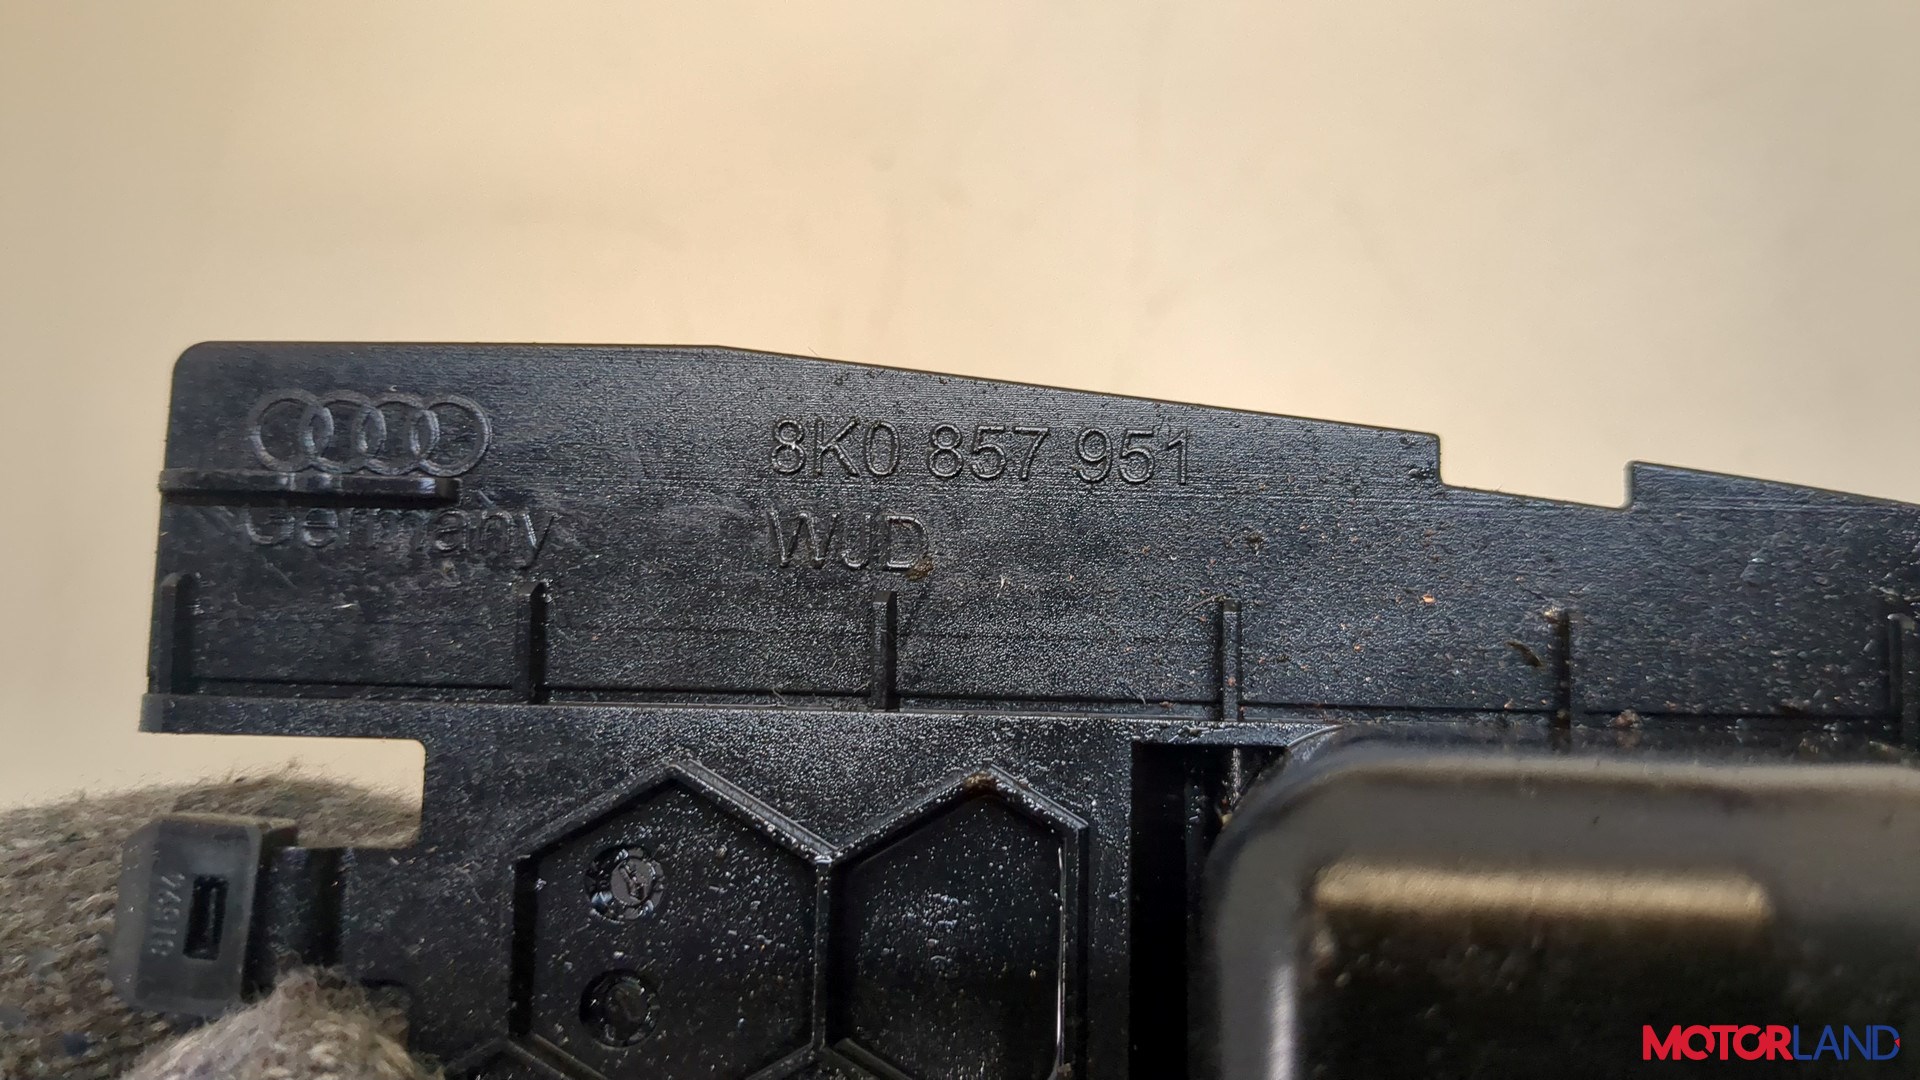 8K0 857 951
Germany
WJD
MOTORLAND